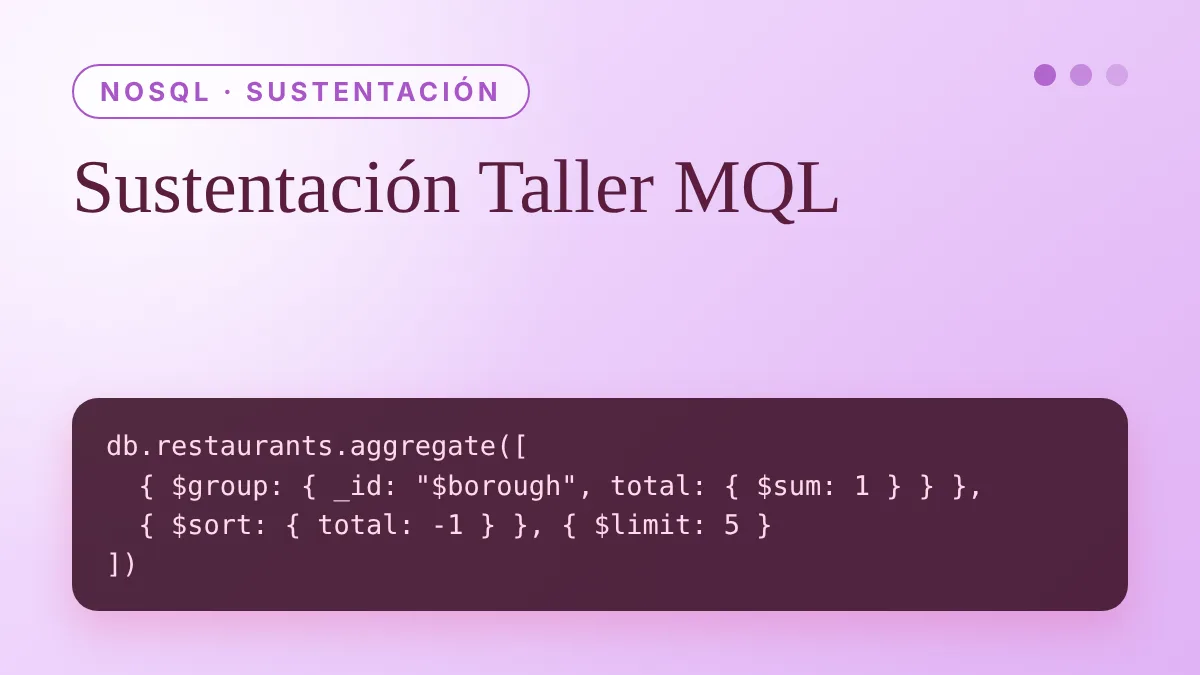 NOSQL · SUSTENTACIÓN
Sustentación Taller MQL
db.restaurants.aggregate([
  { $group: { _id: "$borough", total: { $sum: 1 } } },
  { $sort: { total: -1 } }, { $limit: 5 }
])